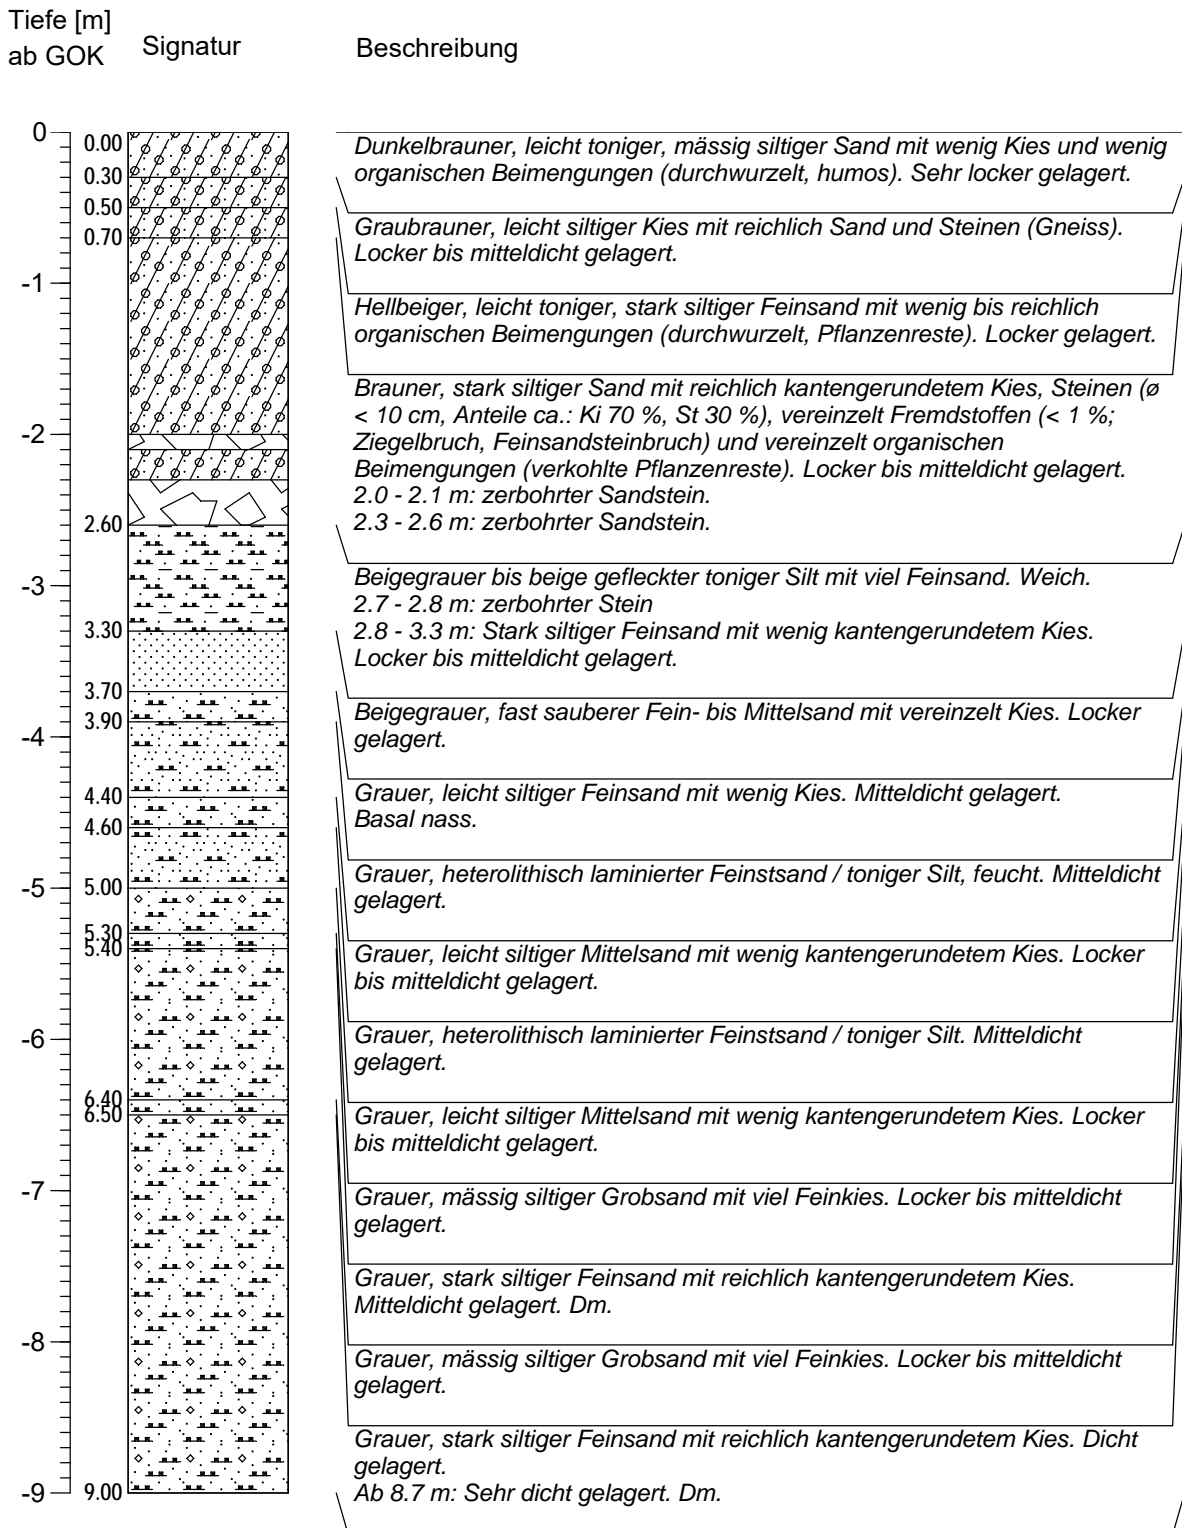 Tiefe [m]
ab GOK
Signatur
Beschreibung
0
-1
-2
-3
-4
-5
-6
-7
-8
-9
0.00
0.30
0.50
0.70
2.60
3.30
3.70
3.90
4.40
4.60
5.00
5.30
5.40
6.40
6.50
9.00
Dunkelbrauner, leicht toniger, mässig siltiger Sand mit wenig Kies und wenig
organischen Beimengungen (durchwurzelt, humos). Sehr locker gelagert.
Graubrauner, leicht siltiger Kies mit reichlich Sand und Steinen (Gneiss).
Locker bis mitteldicht gelagert.
Hellbeiger, leicht toniger, stark siltiger Feinsand mit wenig bis reichlich
organischen Beimengungen (durchwurzelt, Pflanzenreste). Locker gelagert.
Brauner, stark siltiger Sand mit reichlich kantengerundetem Kies, Steinen (ø
< 10 cm, Anteile ca.: Ki 70 %, St 30 %), vereinzelt Fremdstoffen (< 1 %;
Ziegelbruch, Feinsandsteinbruch) und vereinzelt organischen
Beimengungen (verkohlte Pflanzenreste). Locker bis mitteldicht gelagert.
2.0 - 2.1 m: zerbohrter Sandstein.
2.3 - 2.6 m: zerbohrter Sandstein.
Beigegrauer bis beige gefleckter toniger Silt mit viel Feinsand. Weich.
2.7 - 2.8 m: zerbohrter Stein
2.8 - 3.3 m: Stark siltiger Feinsand mit wenig kantengerundetem Kies.
Locker bis mitteldicht gelagert.
Beigegrauer, fast sauberer Fein- bis Mittelsand mit vereinzelt Kies. Locker
gelagert.
Grauer, leicht siltiger Feinsand mit wenig Kies. Mitteldicht gelagert.
Basal nass.
Grauer, heterolithisch laminierter Feinstsand / toniger Silt, feucht. Mitteldicht
gelagert.
Grauer, leicht siltiger Mittelsand mit wenig kantengerundetem Kies. Locker
bis mitteldicht gelagert.
Grauer, heterolithisch laminierter Feinstsand / toniger Silt. Mitteldicht
gelagert.
Grauer, leicht siltiger Mittelsand mit wenig kantengerundetem Kies. Locker
bis mitteldicht gelagert.
Grauer, mässig siltiger Grobsand mit viel Feinkies. Locker bis mitteldicht
gelagert.
Grauer, stark siltiger Feinsand mit reichlich kantengerundetem Kies.
Mitteldicht gelagert. Dm.
Grauer, mässig siltiger Grobsand mit viel Feinkies. Locker bis mitteldicht
gelagert.
Grauer, stark siltiger Feinsand mit reichlich kantengerundetem Kies. Dicht
gelagert.
Ab 8.7 m: Sehr dicht gelagert. Dm.